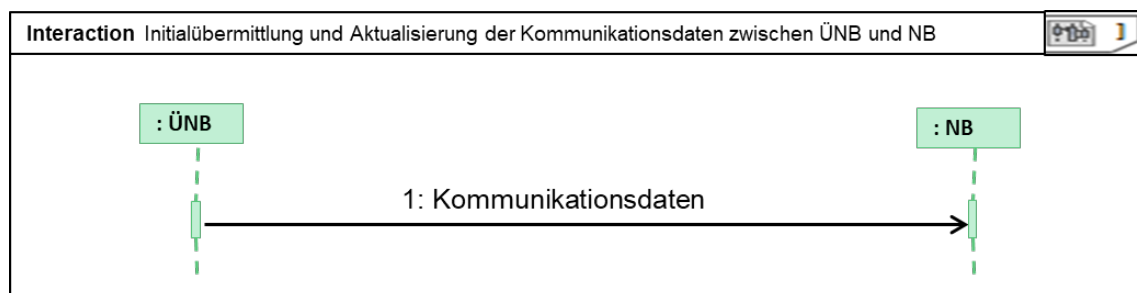 Interaction Initialübermittlung und Aktualisierung der Kommunikationsdaten zwischen ÜNB und NB
: ÜNB
: NB
1: Kommunikationsdaten